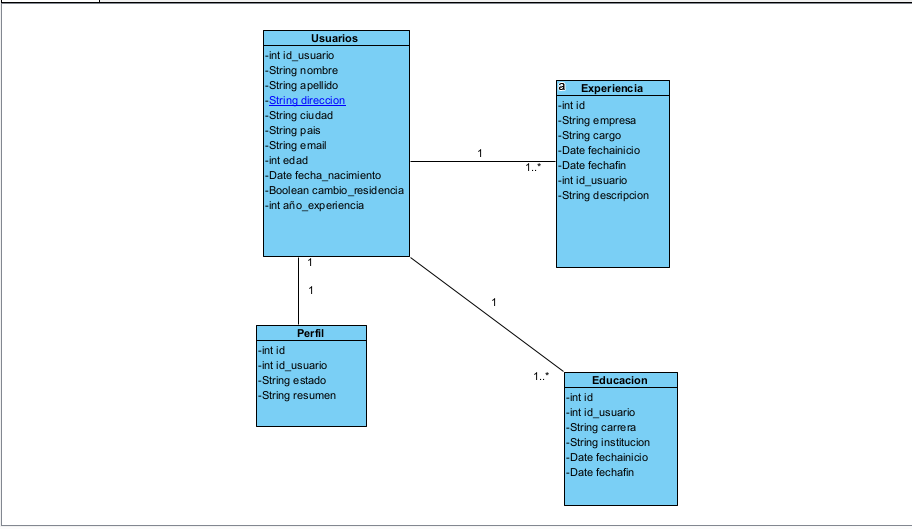 Usuarios
-int id_usuario
-String nombre
-String apellido
-String direccion
-String ciudad
-String pais
-String email
-int edad
-Date fecha_nacimiento
-Boolean cambio_residencia
-int año_experiencia
1
1..*
a
Experiencia
-int id
-String empresa
-String cargo
-Date fechainicio
-Date fechafin
-int id_usuario
-String descripcion
1
1
Perfil
-int id
-int id_usuario
-String estado
-String resumen
1
1..*
Educacion
-int id
-int id_usuario
-String carrera
-String institucion
-Date fechainicio
-Date fechafin